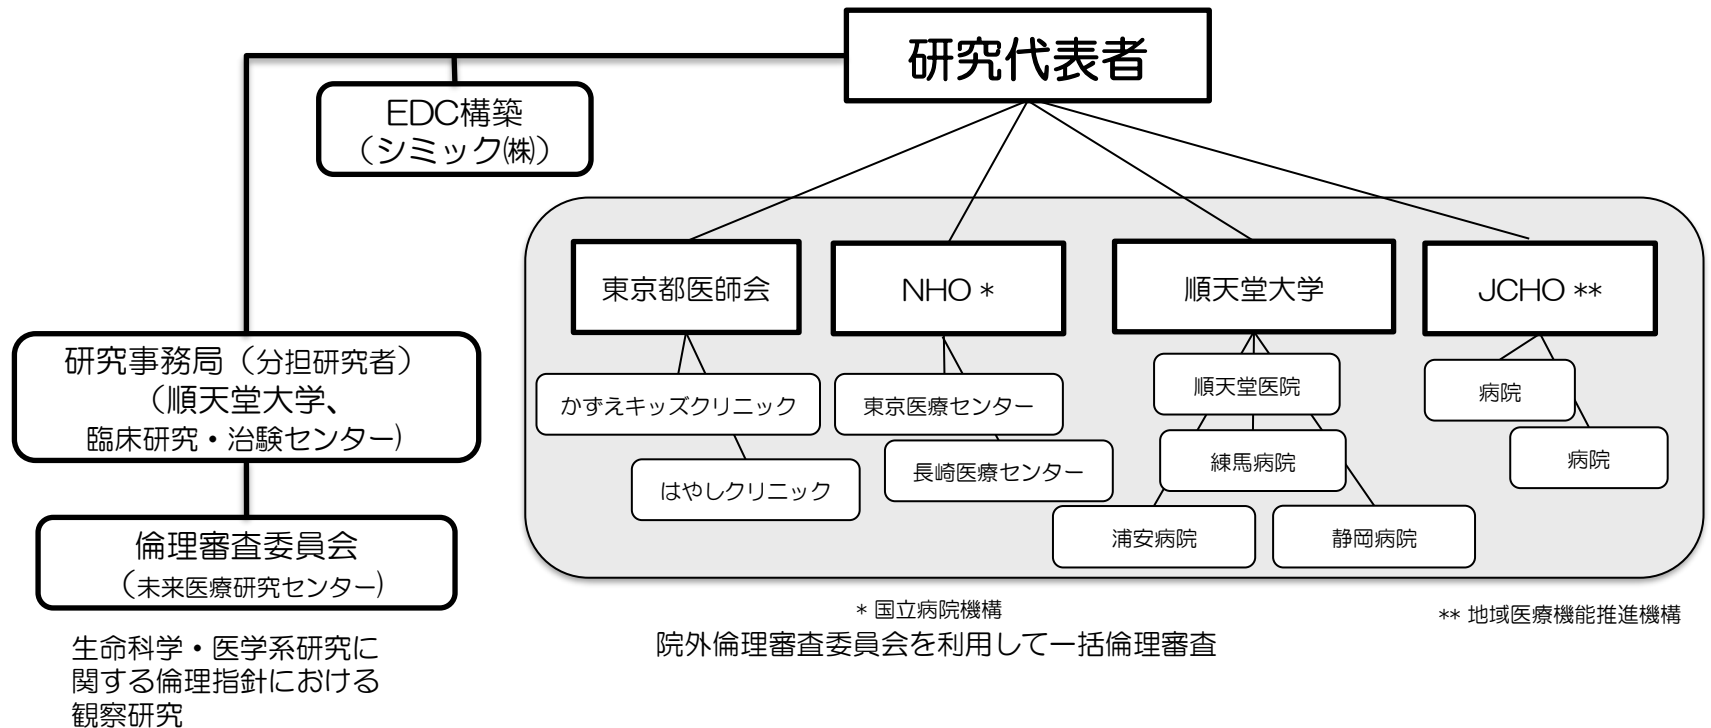 研究代表者
EDC構築
（シミック㈱）
東京都医師会
NHO *
順天堂大学
JCHO **
研究事務局（分担研究者）
（順天堂大学、
臨床研究・治験センター)
かずえキッズクリニック
はやしクリニック
東京医療センター
長崎医療センター
順天堂医院
練馬病院
浦安病院
静岡病院
病院
病院
倫理審査委員会
（未来医療研究センター)
* 国立病院機構
** 地域医療機能推進機構
院外倫理審査委員会を利用して一括倫理審査
生命科学・医学系研究に
関する倫理指針における
観察研究